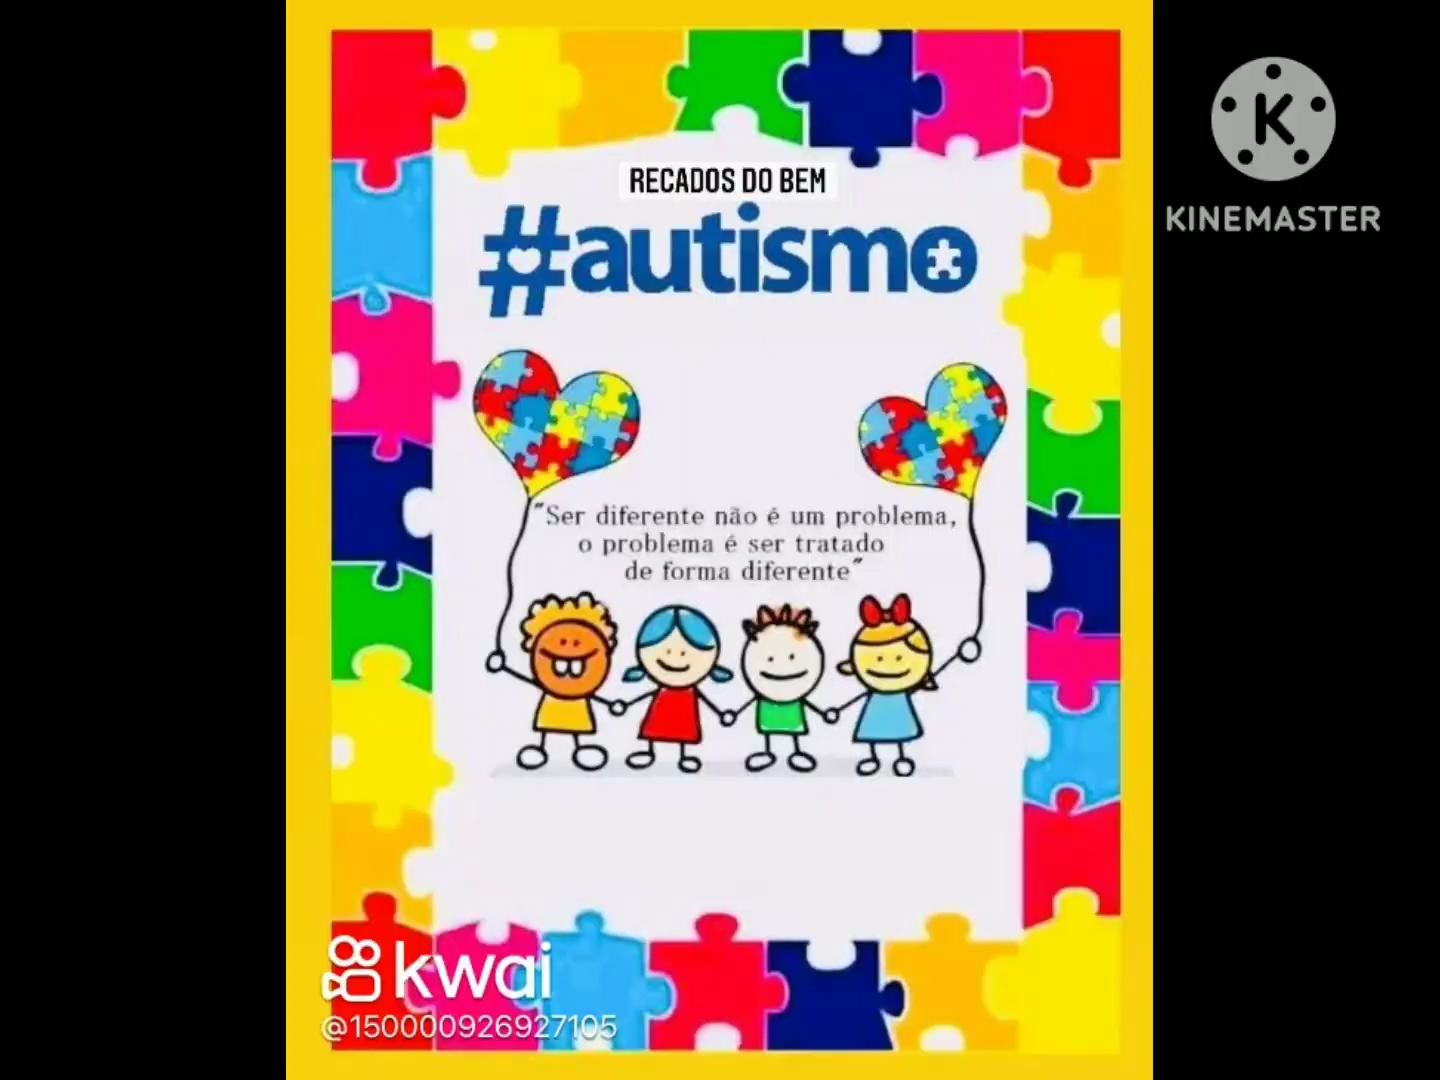 RECADOS DO BEM
#autismo
"Ser diferente não é um problema,
o problema é ser tratado
de forma diferente"
K
KINEMASTER
kwai
@150000926927105